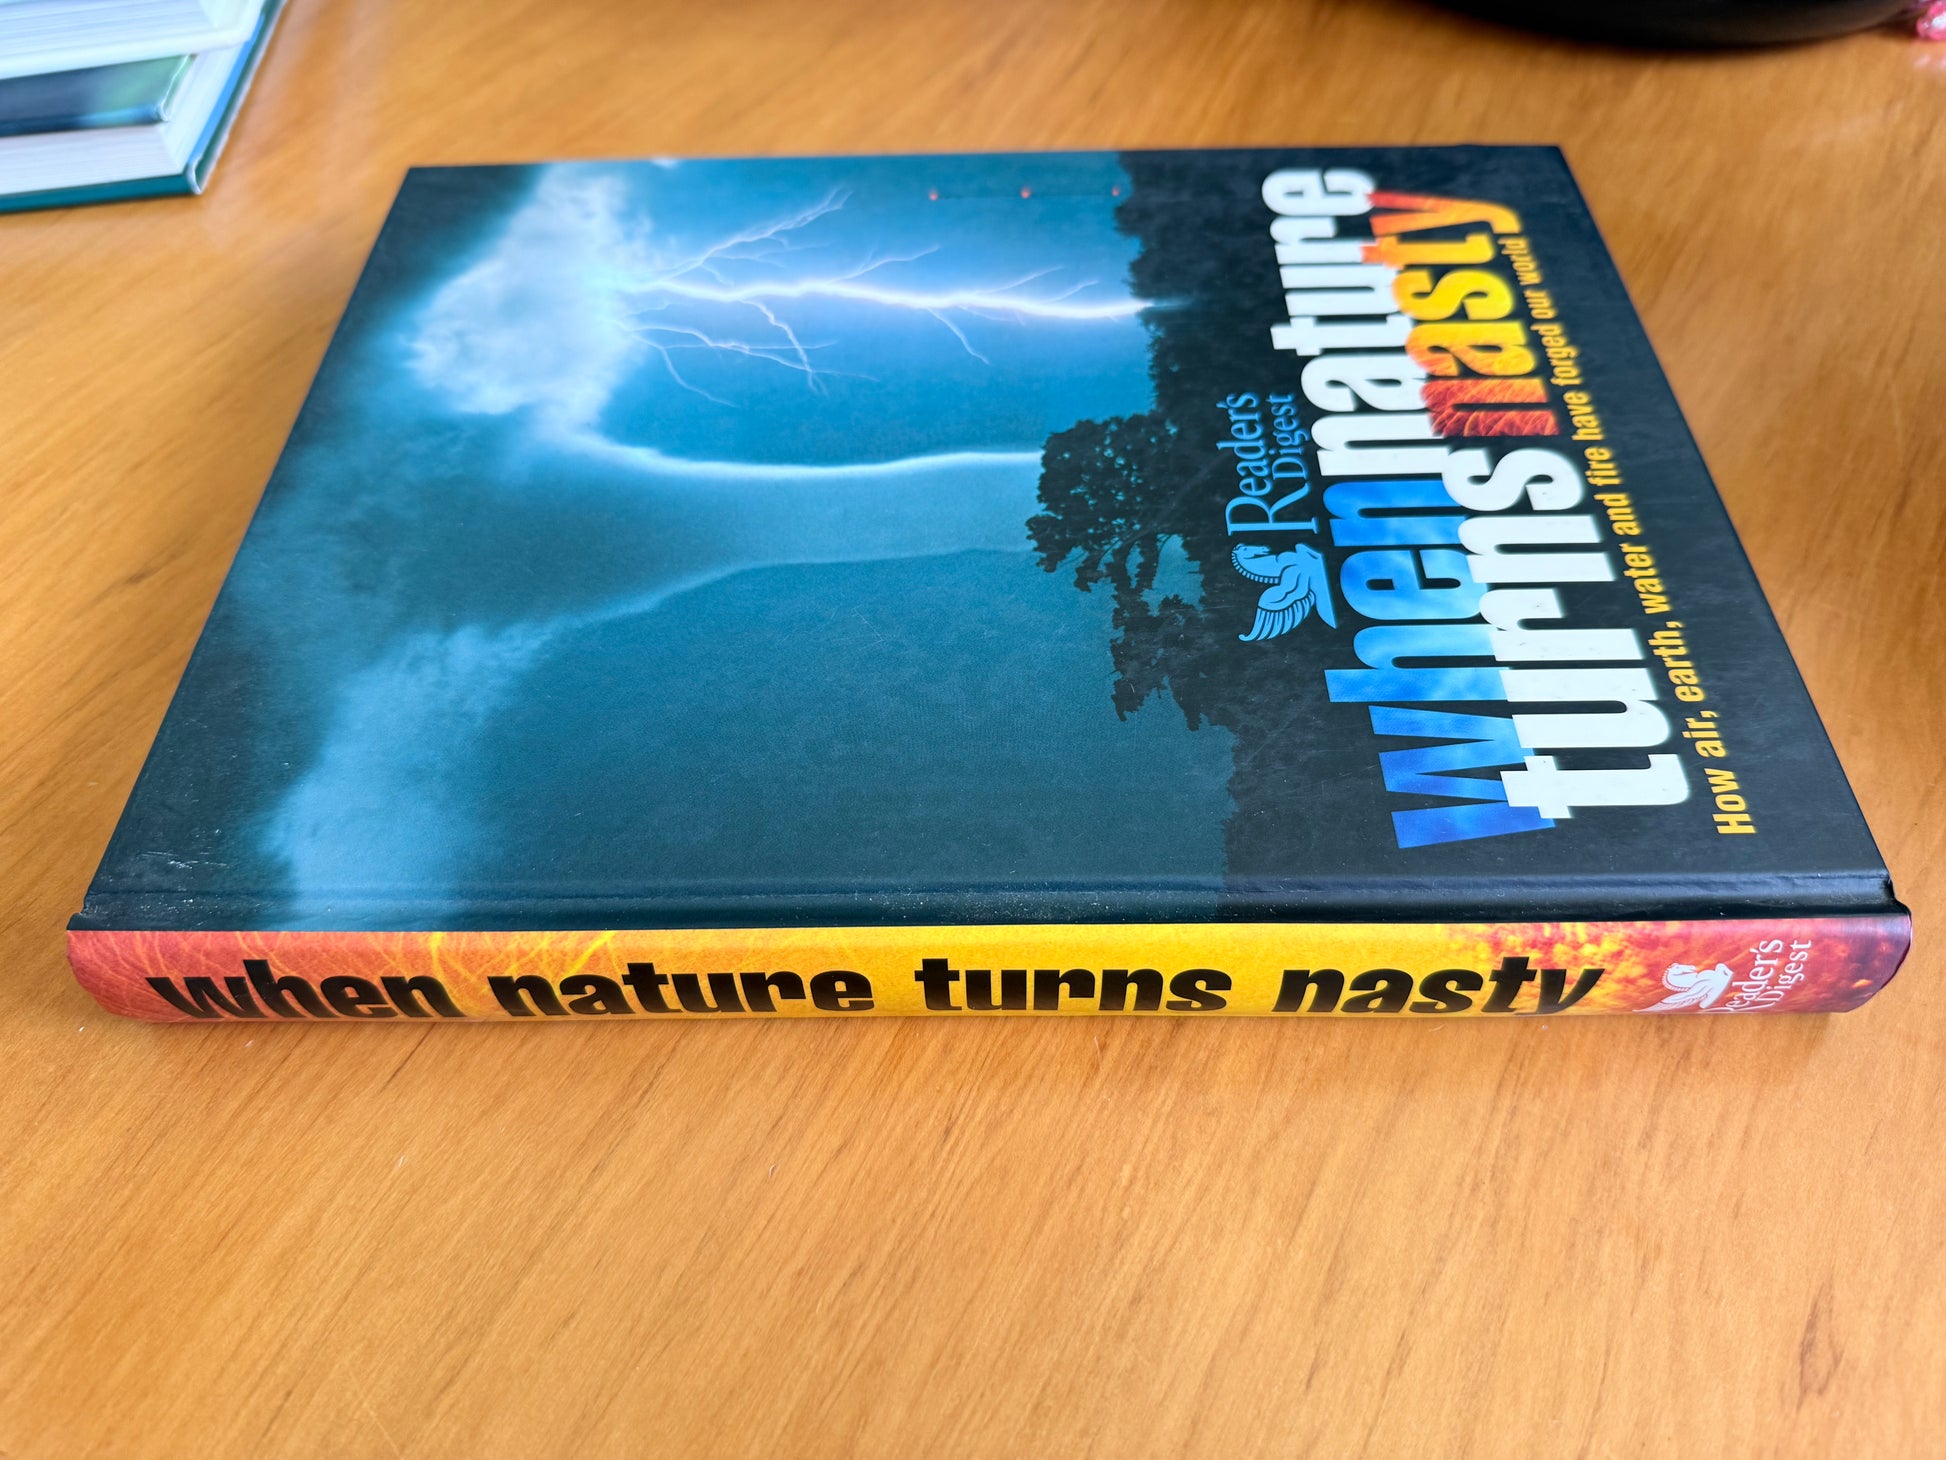 Reader's
Digest
when nature
turns nasty
How air, earth, water and fire have forged our world
when nature turns nasty
Reader's
Digest